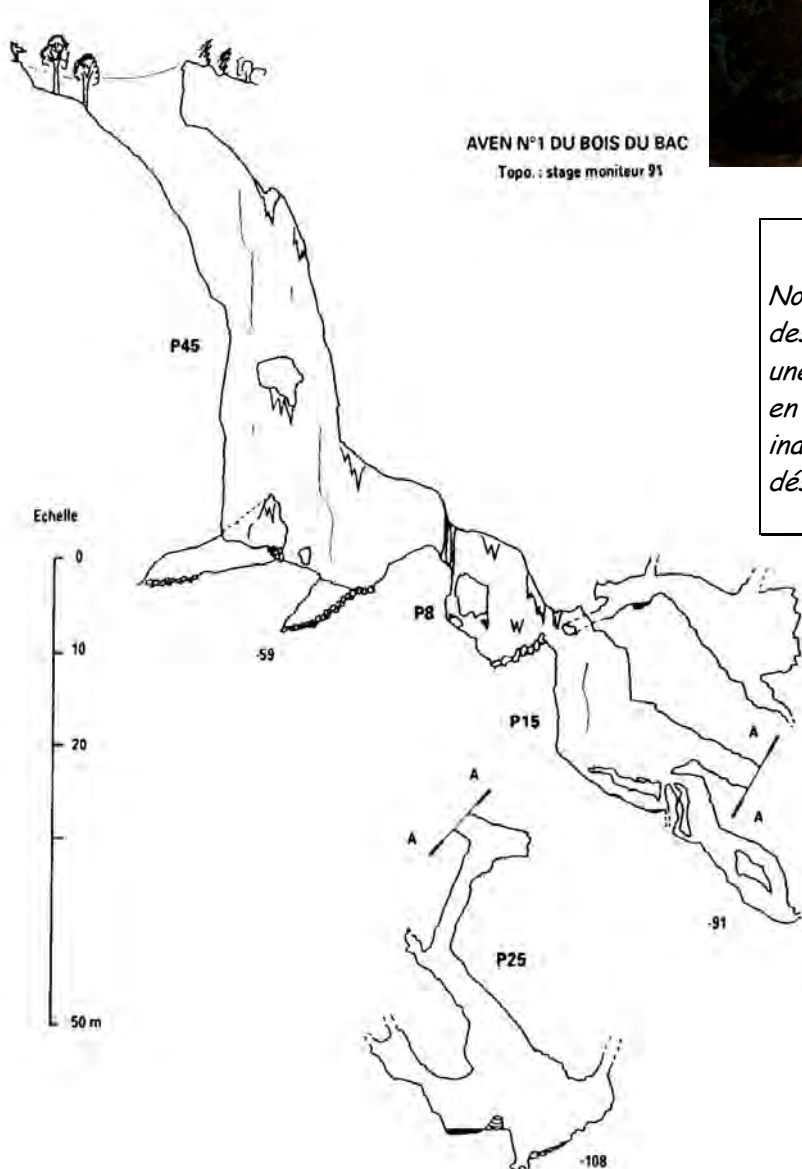 AVEN N°1 DU BOIS DU BAC
Topo. : stage moniteur 91
P45
Echelle
0
10
20
50 m
-59
P8
P15
A
A
A
A
-91
P25
-108